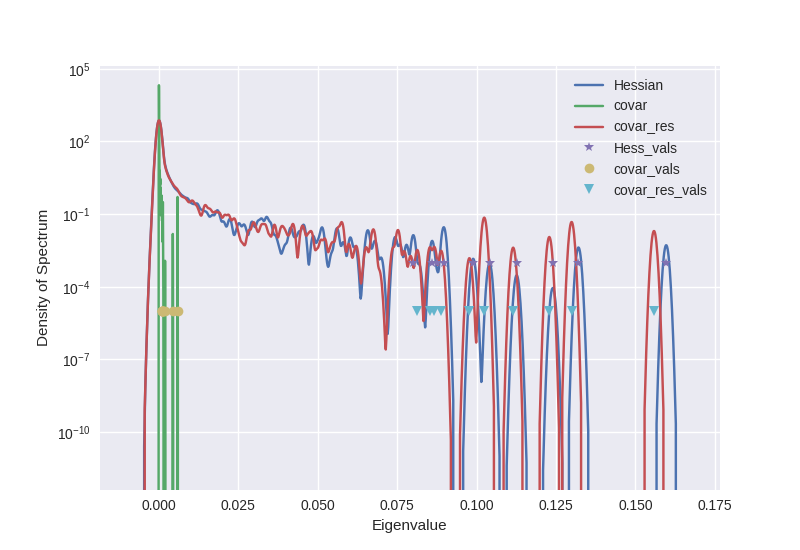 Hessian
covar
covar_res
Hess_vals
covar_vals
covar_res_vals
Density of Spectrum
10^5
10^2
10^−1
10^−4
10^−7
10^−10
0.000 0.025 0.050 0.075 0.100 0.125 0.150 0.175
Eigenvalue